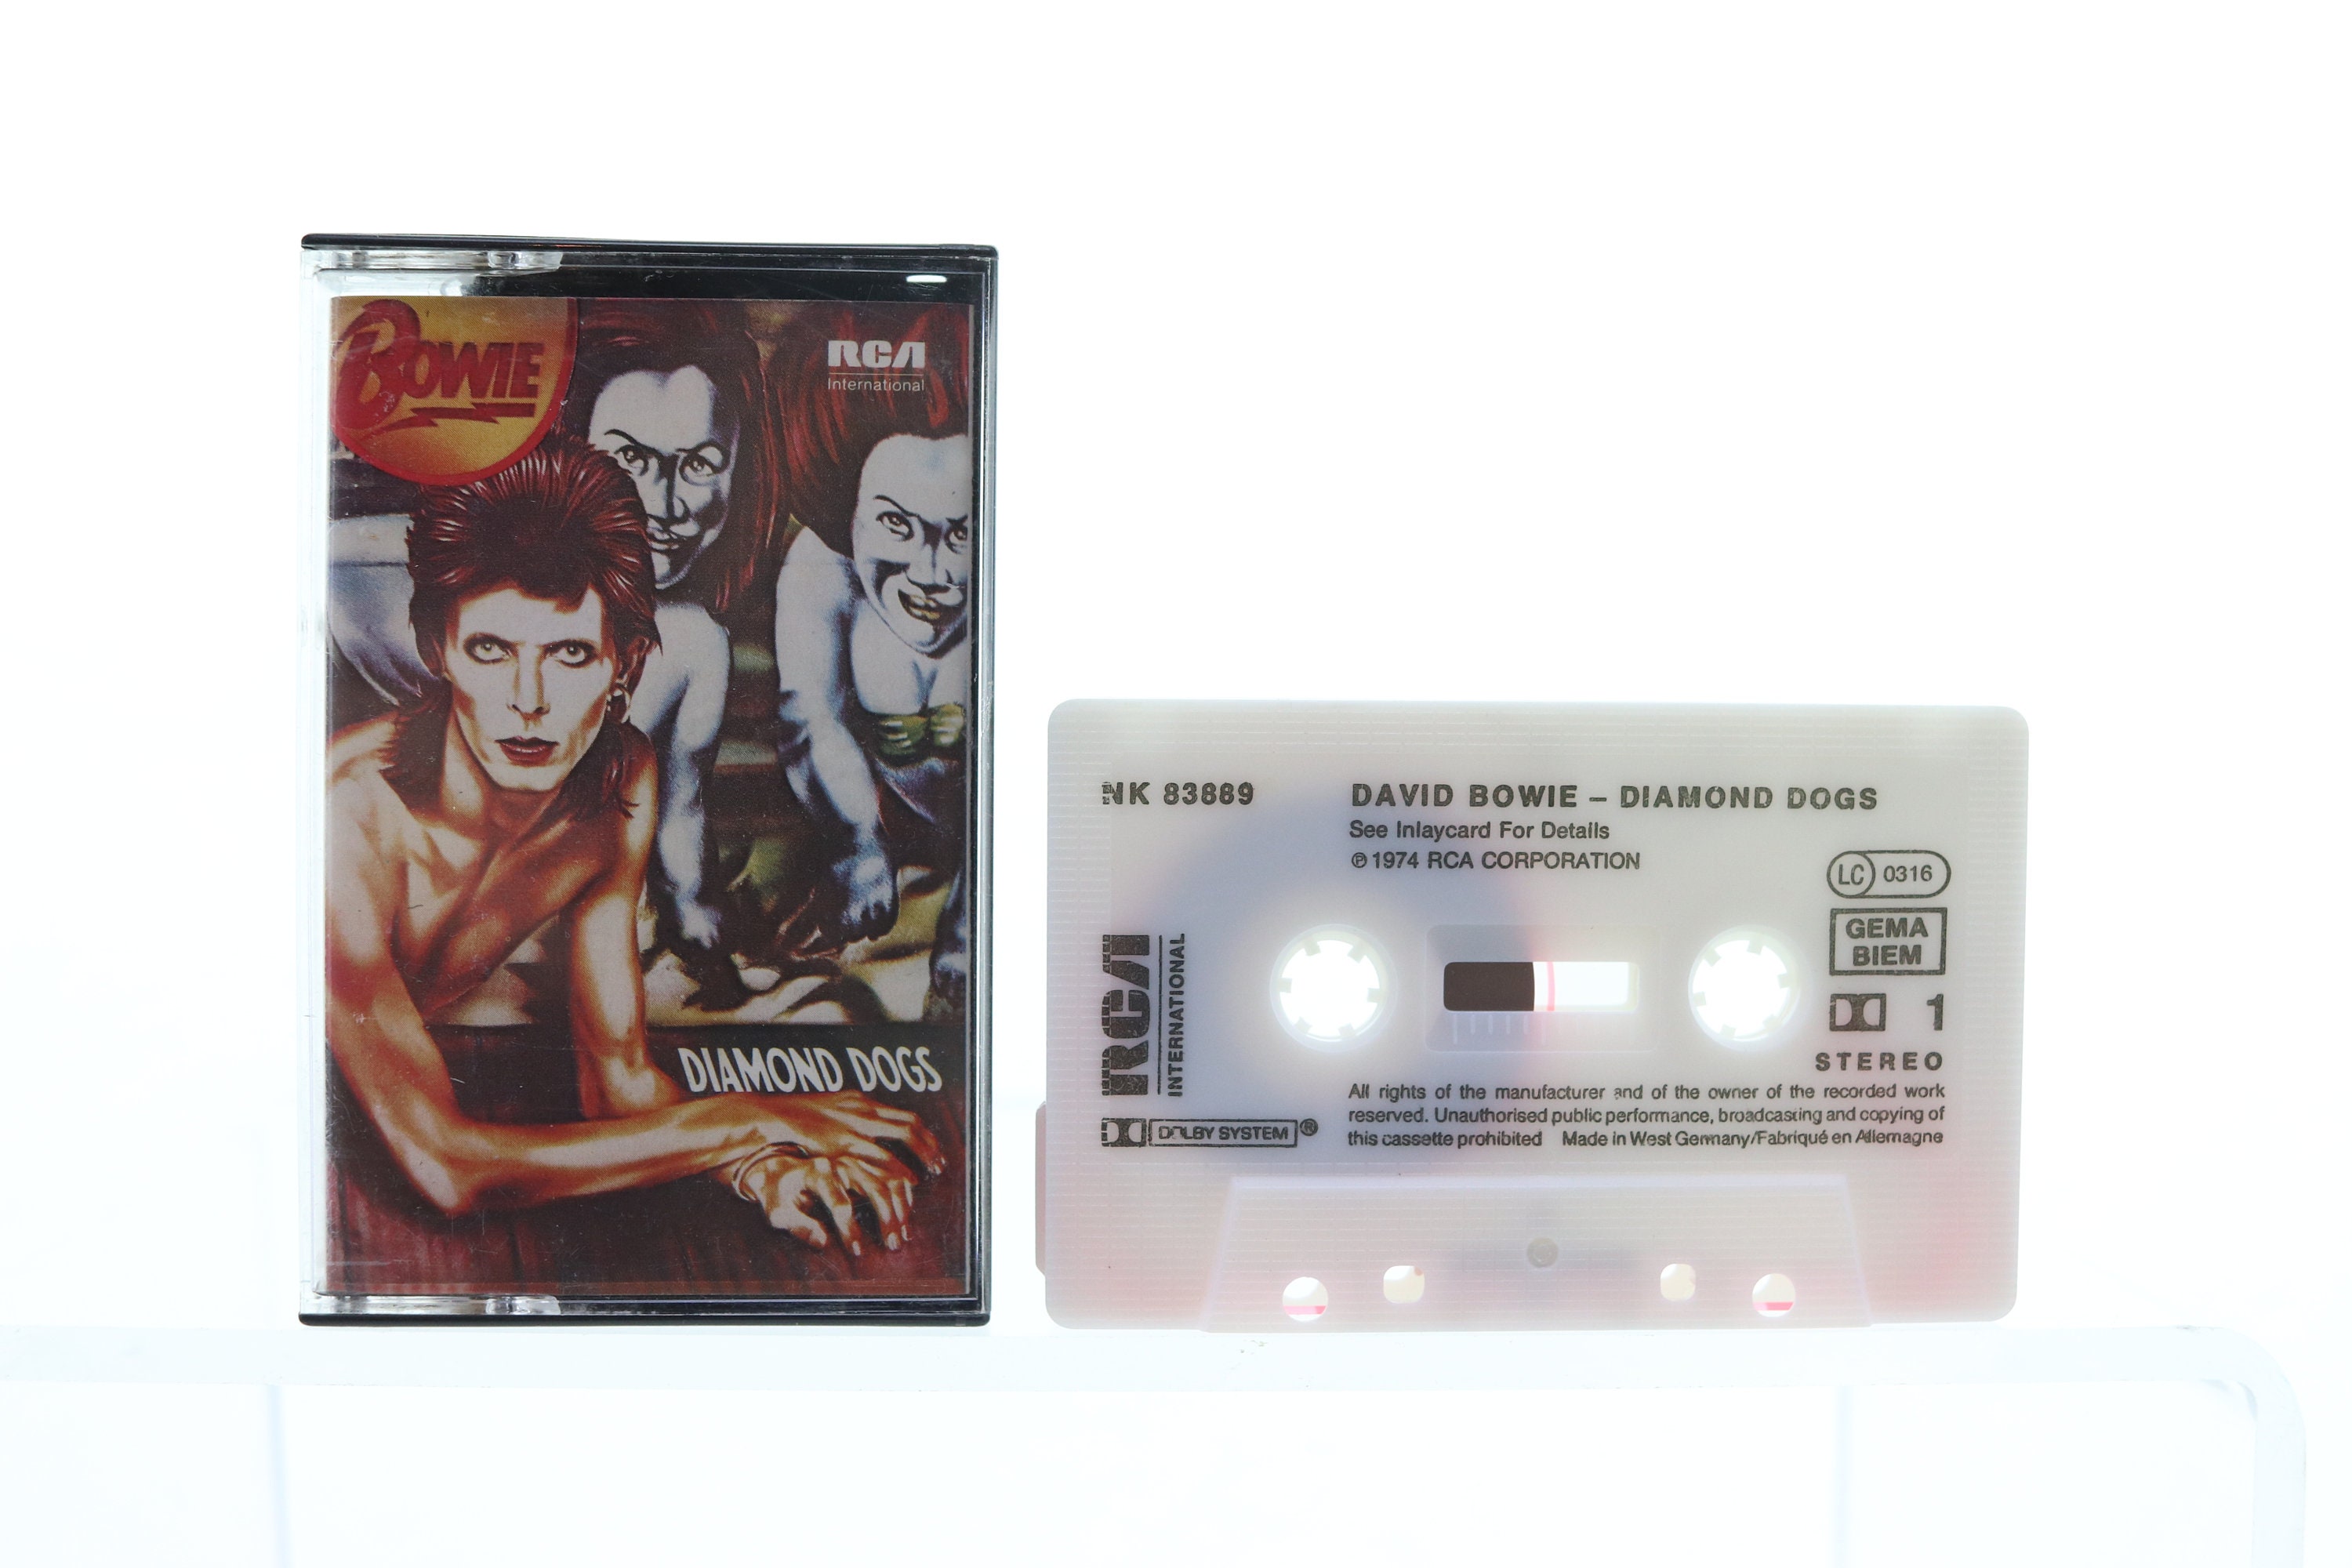 BOWIE
RCA
International
DIAMOND DOGS
NK 83889
DAVID BOWIE – DIAMOND DOGS
See Inlaycard For Details
℗ 1974 RCA CORPORATION
LC 0316
GEMA
BIEM
1
STEREO
RCA
INTERNATIONAL
DOLBY SYSTEM®
All rights of the manufacturer and of the owner of the recorded work
reserved. Unauthorised public performance, broadcasting and copying of
this cassette prohibited Made in West Germany/Fabriqué en Allemagne